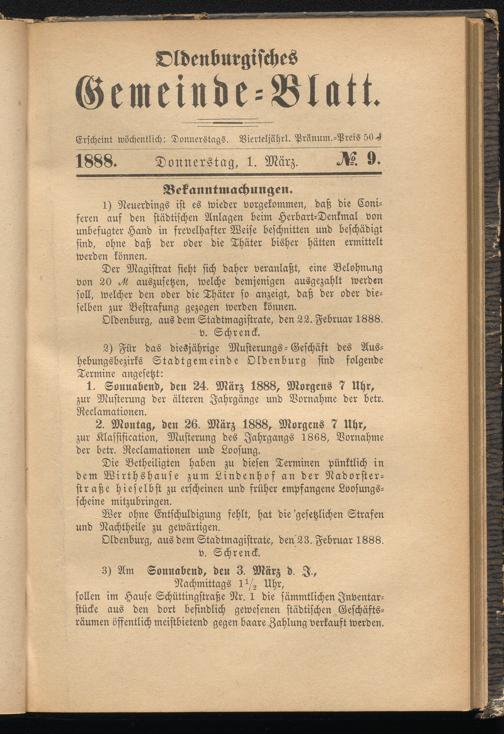 Oldenburgisches
Gemeinde-Blatt.
Erscheint wöchentlich: Donnerstags. Vierteljährl. Pränum.-Preis 50 ₰
1888. Donnerstag, 1. März. №. 9.
Bekanntmachungen.
1) Neuerdings ist es wieder vorgekommen, daß die Coni-
feren auf den städtischen Anlagen beim Herbart-Denkmal von
unbefugter Hand in frevelhafter Weise beschnitten und beschädigt
sind, ohne daß der oder die Thäter bisher hätten ermittelt
werden können.
Der Magistrat sieht sich daher veranlaßt, eine Belohnung
von 20 ℳ auszusetzen, welche demjenigen ausgezahlt werden
soll, welcher den oder die Thäter so anzeigt, daß der oder die-
selben zur Bestrafung gezogen werden können.
Oldenburg, aus dem Stadtmagistrate, den 22. Februar 1888.
v. Schrenck.
2) Für das diesjährige Musterungs-Geschäft des Aus-
hebungsbezirks Stadtgemeinde Oldenburg sind folgende
Termine angesetzt:
1. Sonnabend, den 24. März 1888, Morgens 7 Uhr,
zur Musterung der älteren Jahrgänge und Vornahme der betr.
Reclamationen.
2. Montag, den 26. März 1888, Morgens 7 Uhr,
zur Klassification, Musterung des Jahrgangs 1868, Vornahme
der betr. Reclamationen und Loosung.
Die Betheiligten haben zu diesen Terminen pünktlich in
dem Wirthshause zum Lindenhof an der Nadorster-
straße hieselbst zu erscheinen und früher empfangene Loosungs-
scheine mitzubringen.
Wer ohne Entschuldigung fehlt, hat die gesetzlichen Strafen
und Nachtheile zu gewärtigen.
Oldenburg, aus dem Stadtmagistrate, den 23. Februar 1888.
v. Schrenck.
3) Am Sonnabend, den 3. März d. J.,
Nachmittags 1 1/2 Uhr,
sollen im Hause Schüttingstraße Nr. 1 die sämmtlichen Inventar-
stücke aus den dort befindlich gewesenen städtischen Geschäfts-
räumen öffentlich meistbietend gegen baare Zahlung verkauft werden.